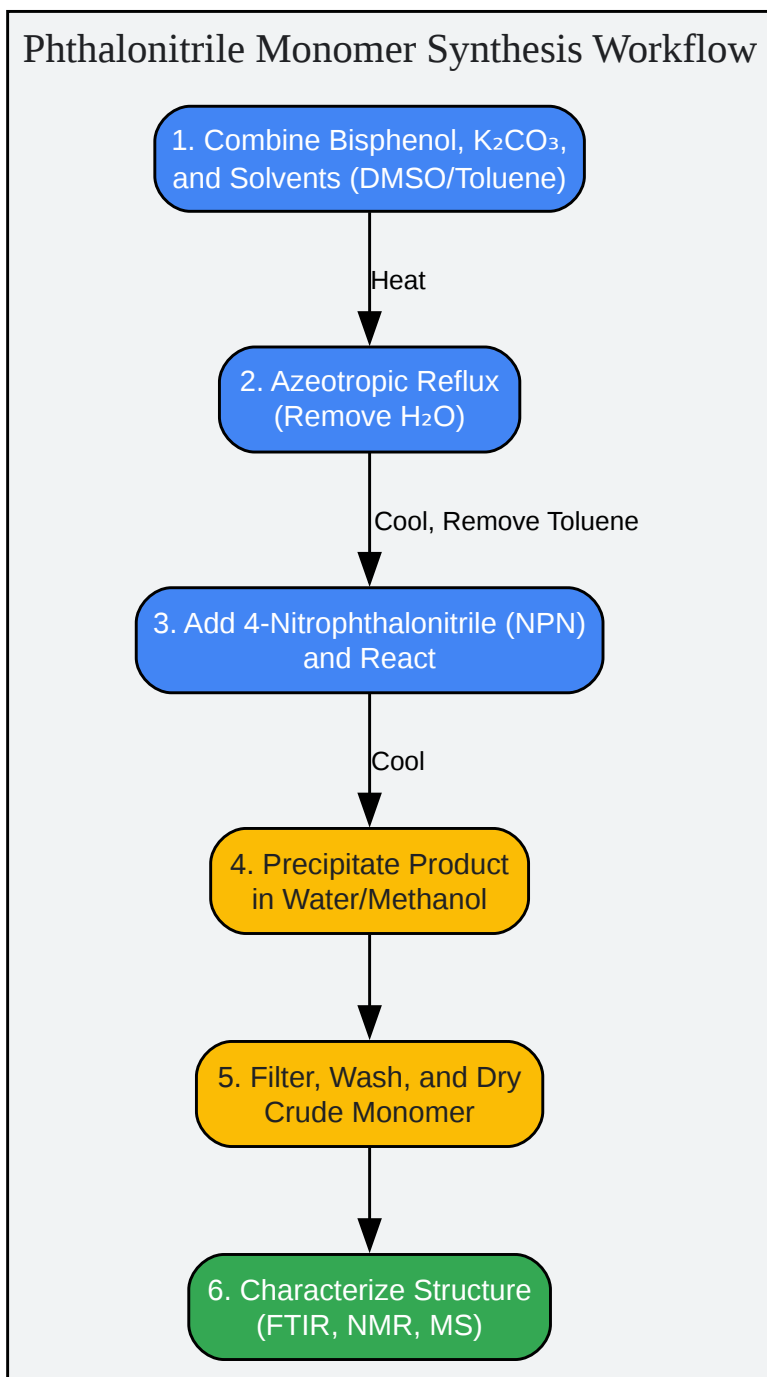 Phthalonitrile Monomer Synthesis Workflow
1. Combine Bisphenol, K₂CO₃,
and Solvents (DMSO/Toluene)
Heat
2. Azeotropic Reflux
(Remove H₂O)
Cool, Remove Toluene
3. Add 4-Nitrophthalonitrile (NPN)
and React
Cool
4. Precipitate Product
in Water/Methanol
5. Filter, Wash, and Dry
Crude Monomer
6. Characterize Structure
(FTIR, NMR, MS)